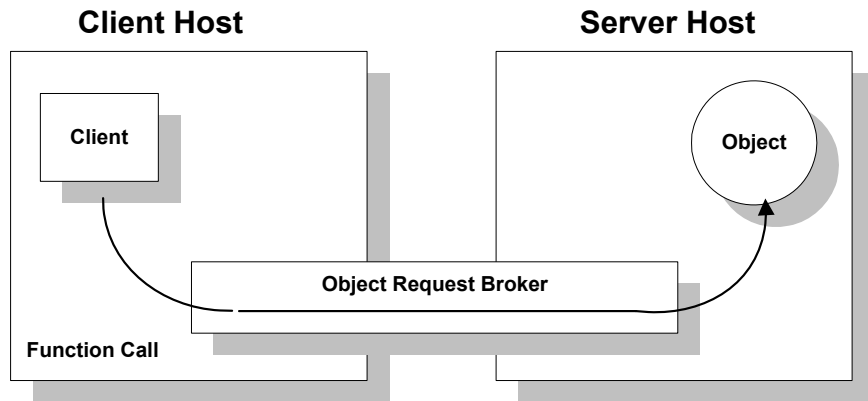 Client Host
Server Host
Client
Object
Object Request Broker
Function Call